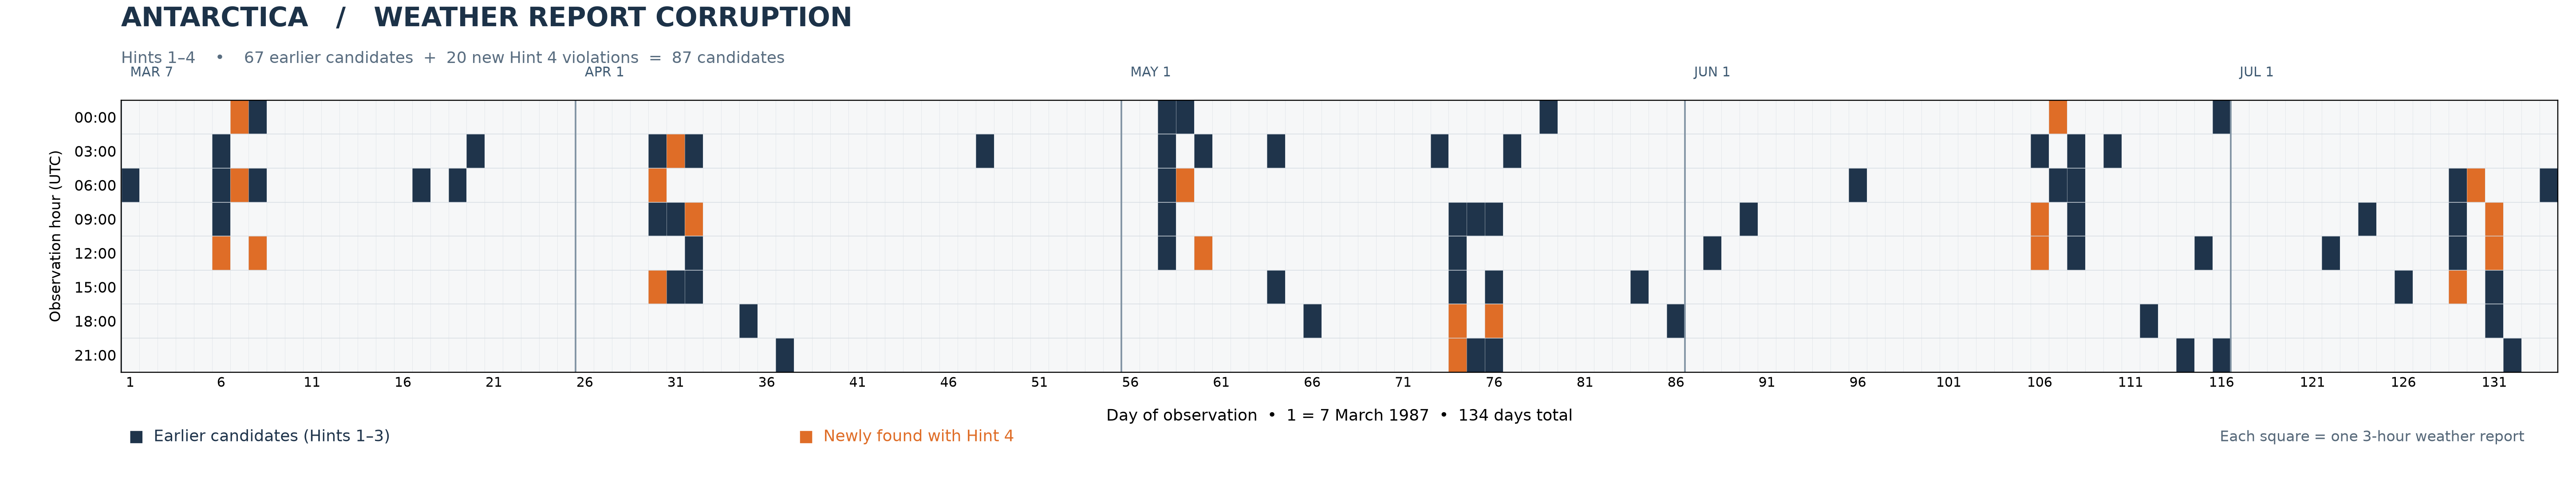 ANTARCTICA / WEATHER REPORT CORRUPTION
Hints 1–4 • 67 earlier candidates + 20 new Hint 4 violations = 87 candidates
MAR 7 APR 1 MAY 1 JUN 1 JUL 1
Observation hour (UTC)
00:00
03:00
06:00
09:00
12:00
15:00
18:00
21:00
1 6 11 16 21 26 31 36 41 46 51 56 61 66 71 76 81 86 91 96 101 106 111 116 121 126 131
Day of observation • 1 = 7 March 1987 • 134 days total
Earlier candidates (Hints 1–3) Newly found with Hint 4 Each square = one 3-hour weather report